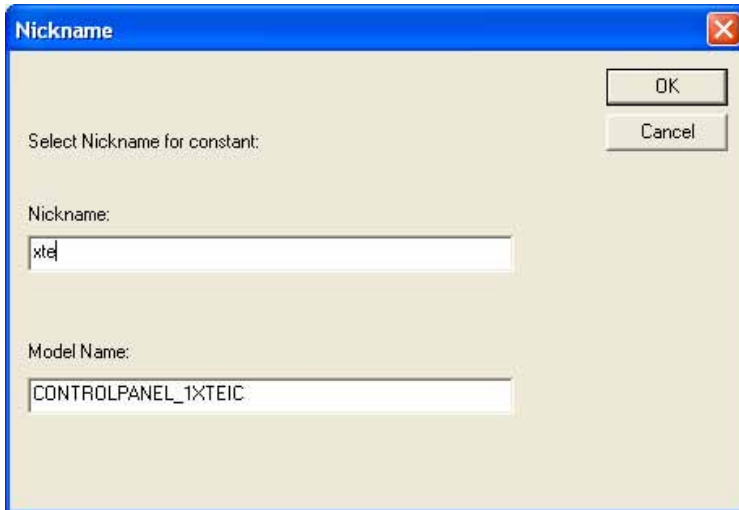 Nickname
OK
Cancel
Select Nickname for constant:
Nickname:
xte
Model Name:
CONTROLPANEL_1XTEIC